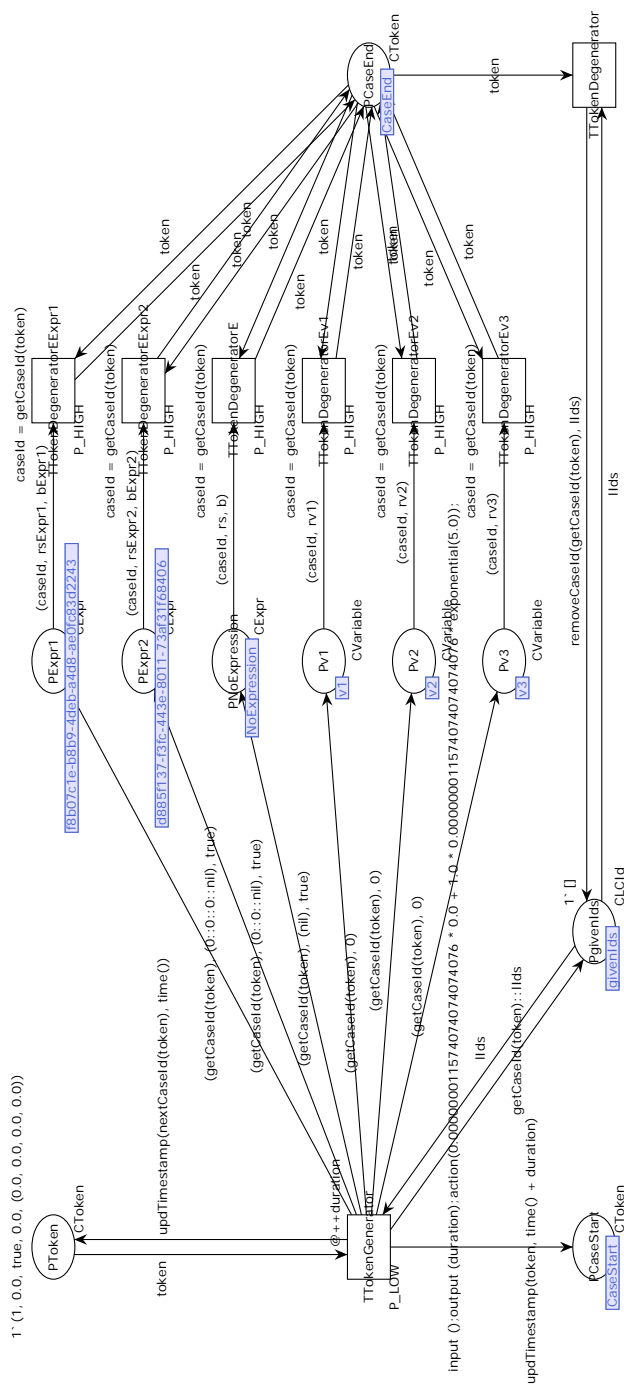 1`(1, 0.0, true, 0.0, (0.0, 0.0, 0.0, 0.0))
PToken
CToken
token
updTimestamp(nextCaseId(token), time())
@++duration
TTokenGenerator
P_LOW
input ();output (duration);action(0.000000011574074074074076 * 0.0 + 1.0 * 0.000000011574074074074076 * exponential(5.0));
updTimestamp(token, time() + duration)
PCaseStart
CaseStart
CToken
(getCaseId(token), (0::0::0::nil), true)
(getCaseId(token), (0::0::nil), true)
(getCaseId(token), (nil), true)
(getCaseId(token), 0)
(getCaseId(token), 0)
(getCaseId(token), 0)
lIds
getCaseId(token)::lIds
1`[]
PgivenIds
givenIds
CLCId
PExpr1
CExpr
f8b07c1e-b8b9-4deb-a4d8-ae0fc83d2243
PExpr2
CExpr
d885f137-f3fc-443e-8011-73af31f68406
PNoExpression
CExpr
NoExpression
Pv1
CVariable
v1
Pv2
CVariable
v2
Pv3
CVariable
v3
(caseId, rsExpr1, bExpr1)
(caseId, rsExpr2, bExpr2)
(caseId, rs, b)
(caseId, rv1)
(caseId, rv2)
(caseId, rv3)
caseId = getCaseId(token)
TTokenDegeneratorEExpr1
P_HIGH
caseId = getCaseId(token)
TTokenDegeneratorEExpr2
P_HIGH
caseId = getCaseId(token)
TTokenDegeneratorE
P_HIGH
caseId = getCaseId(token)
TTokenDegeneratorEv1
P_HIGH
caseId = getCaseId(token)
TTokenDegeneratorEv2
P_HIGH
caseId = getCaseId(token)
TTokenDegeneratorEv3
P_HIGH
token
token
token
token
token
token
token
token
token
token
token
token
PCaseEnd
CaseEnd
CToken
token
TTokenDegenerator
removeCaseId(getCaseId(token), lIds)
lIds